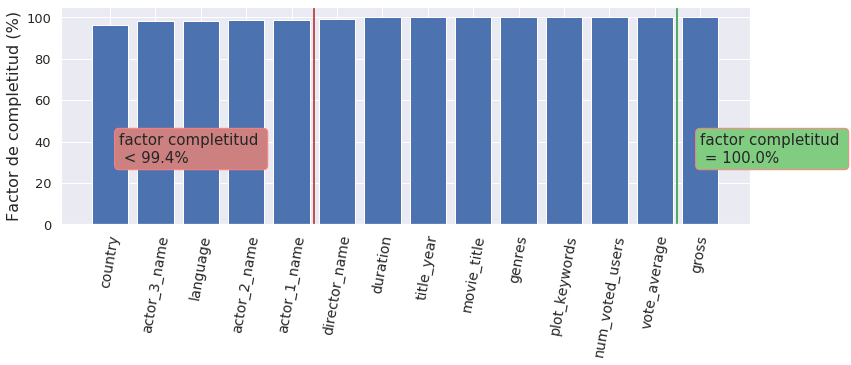 Factor de completitud (%)
100
80
60
40
20
0
factor completitud
< 99.4%
factor completitud
= 100.0%
country
actor_3_name
language
actor_2_name
actor_1_name
director_name
duration
title_year
movie_title
genres
plot_keywords
num_voted_users
vote_average
gross